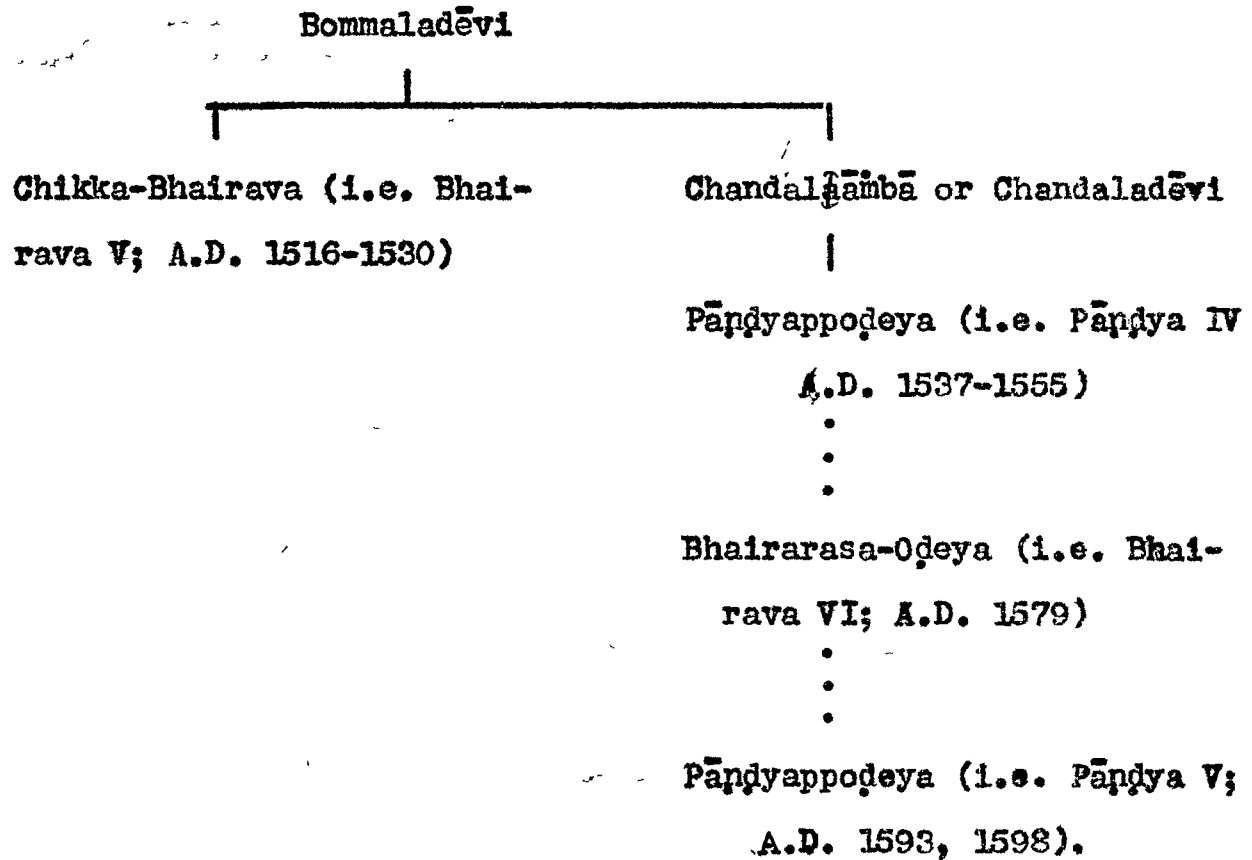 Bommaladēvi
Chikka-Bhairava (i.e. Bhai-
rava V; A.D. 1516-1530)
or Chandaladēvi
Pāṇḍyappoḍeya (i.e. Pāṇḍya IV
A.D. 1537-1555)
Bhairarasa-Oḍeya (i.e. Bhai-
rava VI; A.D. 1579)
Pāṇḍyappoḍeya (i.e. Pāṇḍya V;
A.D. 1593, 1598).